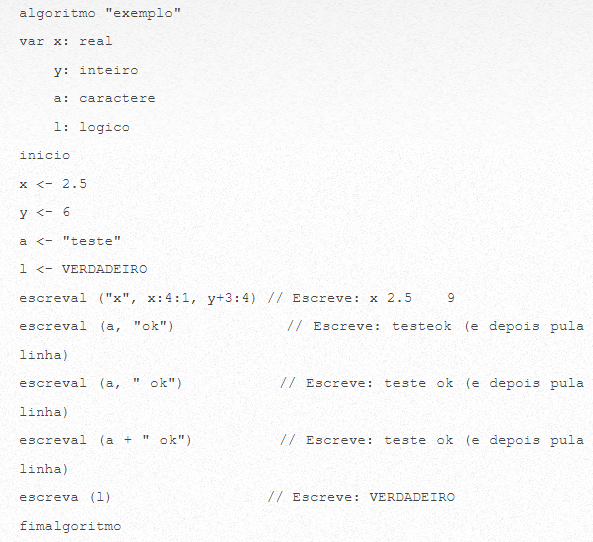 algoritmo "exemplo"
var x: real
    y: inteiro
    a: caractere
    l: logico
inicio
x <- 2.5
y <- 6
a <- "teste"
l <- VERDADEIRO
escreval ("x", x:4:1, y+3:4) // Escreve: x 2.5    9
escreval (a, "ok")             // Escreve: testeok (e depois pula
linha)
escreval (a, " ok")           // Escreve: teste ok (e depois pula
linha)
escreval (a + " ok")          // Escreve: teste ok (e depois pula
linha)
escreva (l)                  // Escreve: VERDADEIRO
fimalgoritmo